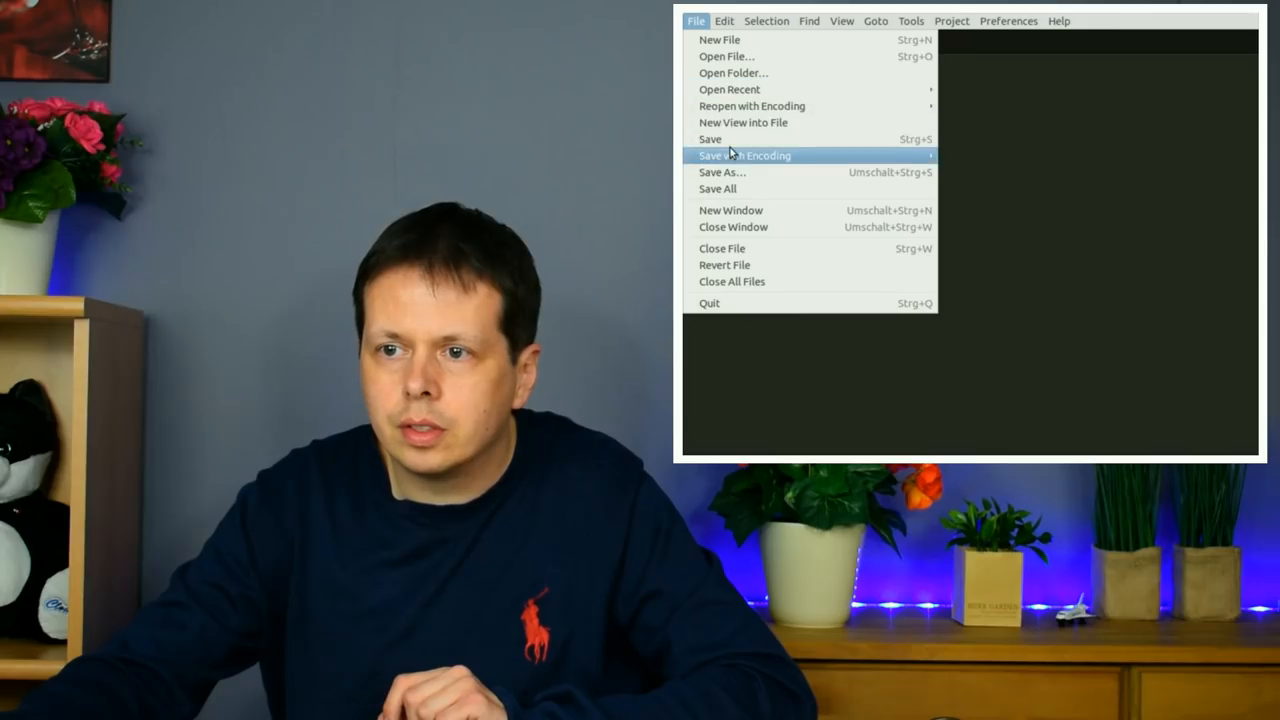 File Edit Selection Find View Goto Tools Project Preferences Help
New File Strg+N
Open File... Strg+O
Open Folder...
Open Recent
Reopen with Encoding
New View into File
Save Strg+S
Save with Encoding
Save As... Umschalt+Strg+S
Save All
New Window Umschalt+Strg+N
Close Window Umschalt+Strg+W
Close File Strg+W
Revert File
Close All Files
Quit Strg+Q
HERB GARDEN